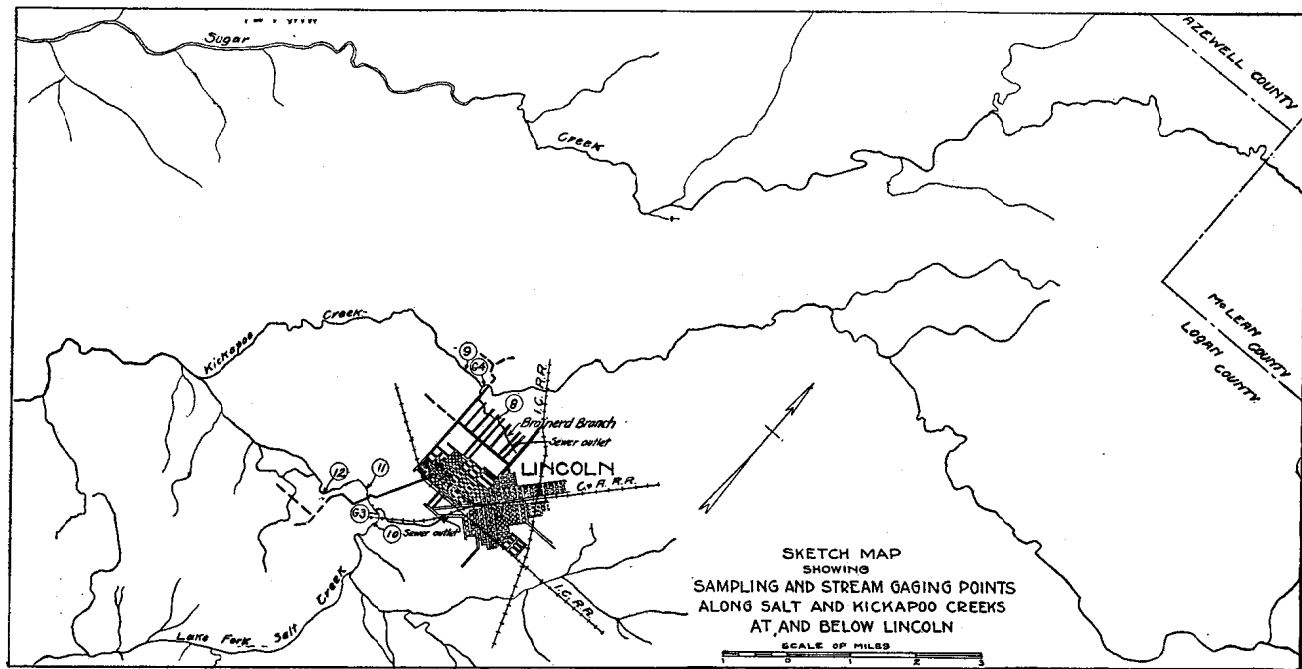 Sugar
Creek
AZEWELL COUNTY
McLEAN COUNTY
LOGAN COUNTY
Kickapoo
Creek
9
G4
8
I.C.R.R.
Brainerd Branch
Sewer outlet
LINCOLN
C. & A. R.R.
12
11
G3
10
Sewer outlet
I.C.R.R.
Lake Fork
Salt
Creek
SKETCH MAP
SHOWING
SAMPLING AND STREAM GAGING POINTS
ALONG SALT AND KICKAPOO CREEKS
AT, AND BELOW LINCOLN
SCALE OF MILES
1 0 1 2 3